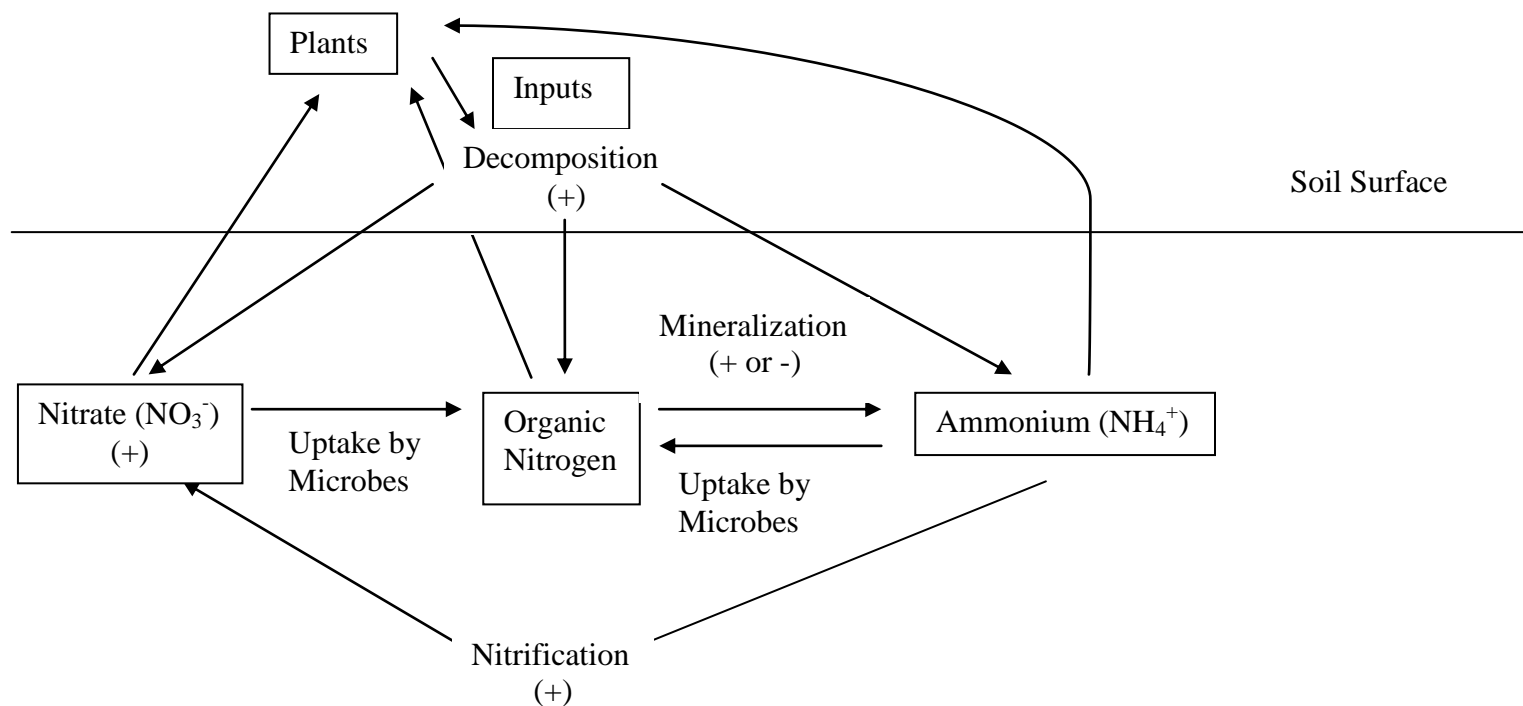 Plants
Inputs
Decomposition
(+)
Soil Surface
Mineralization
(+ or -)
Nitrate (NO₃⁻)
(+)
Uptake by
Microbes
Organic
Nitrogen
Uptake by
Microbes
Ammonium (NH₄⁺)
Nitrification
(+)